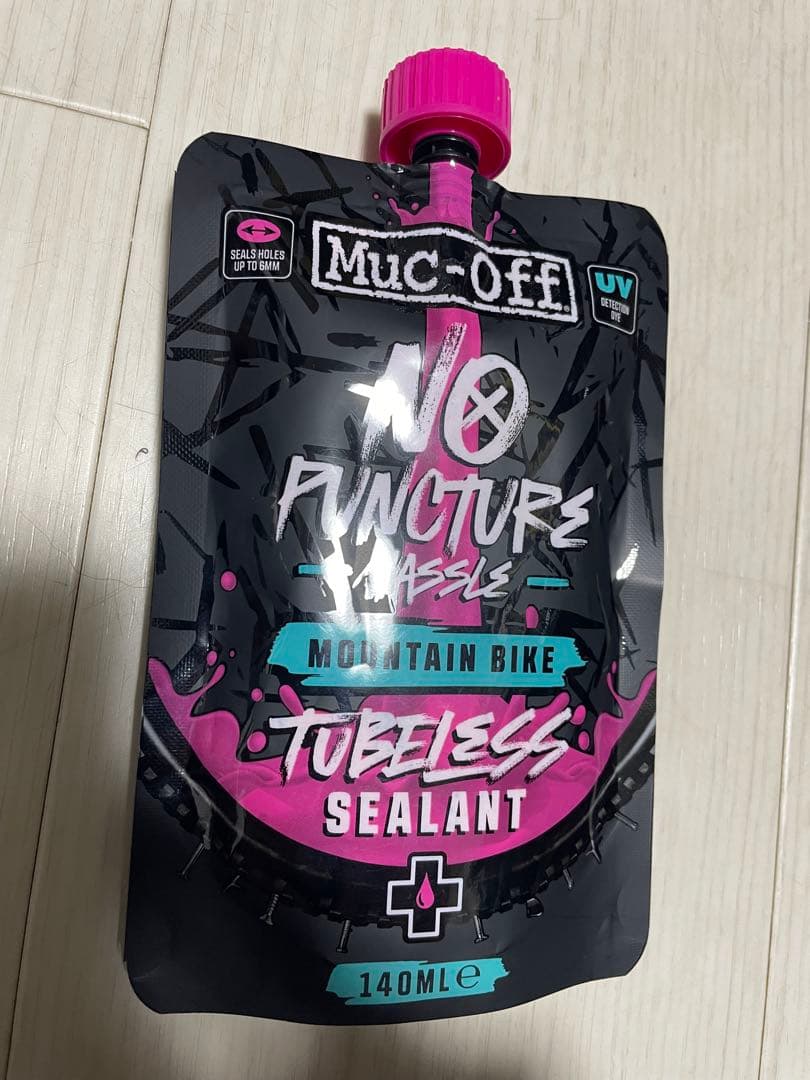 SEALS HOLES
UP TO 6MM
Muc-Off
UV
DETECTION
DYE
NO
PUNCTURE
HASSLE
MOUNTAIN BIKE
TUBELESS
SEALANT
140ML e